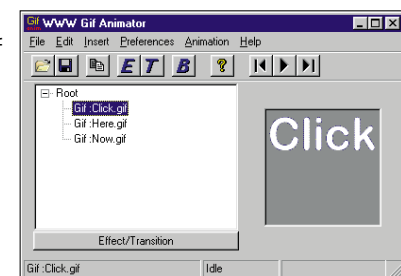 WWW Gif Animator
File Edit Insert Preferences Animation Help
E T B ?
Root
Gif :Click.gif
Gif :Here.gif
Gif :Now.gif
Click
Effect/Transition
Gif :Click.gif Idle